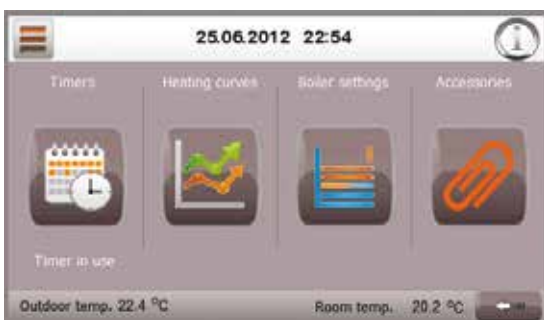 25.06.2012 22:54
Timers Heating curves Boiler settings Accessories
Timer in use
Outdoor temp. 22.4 °C Room temp. 20.2 °C